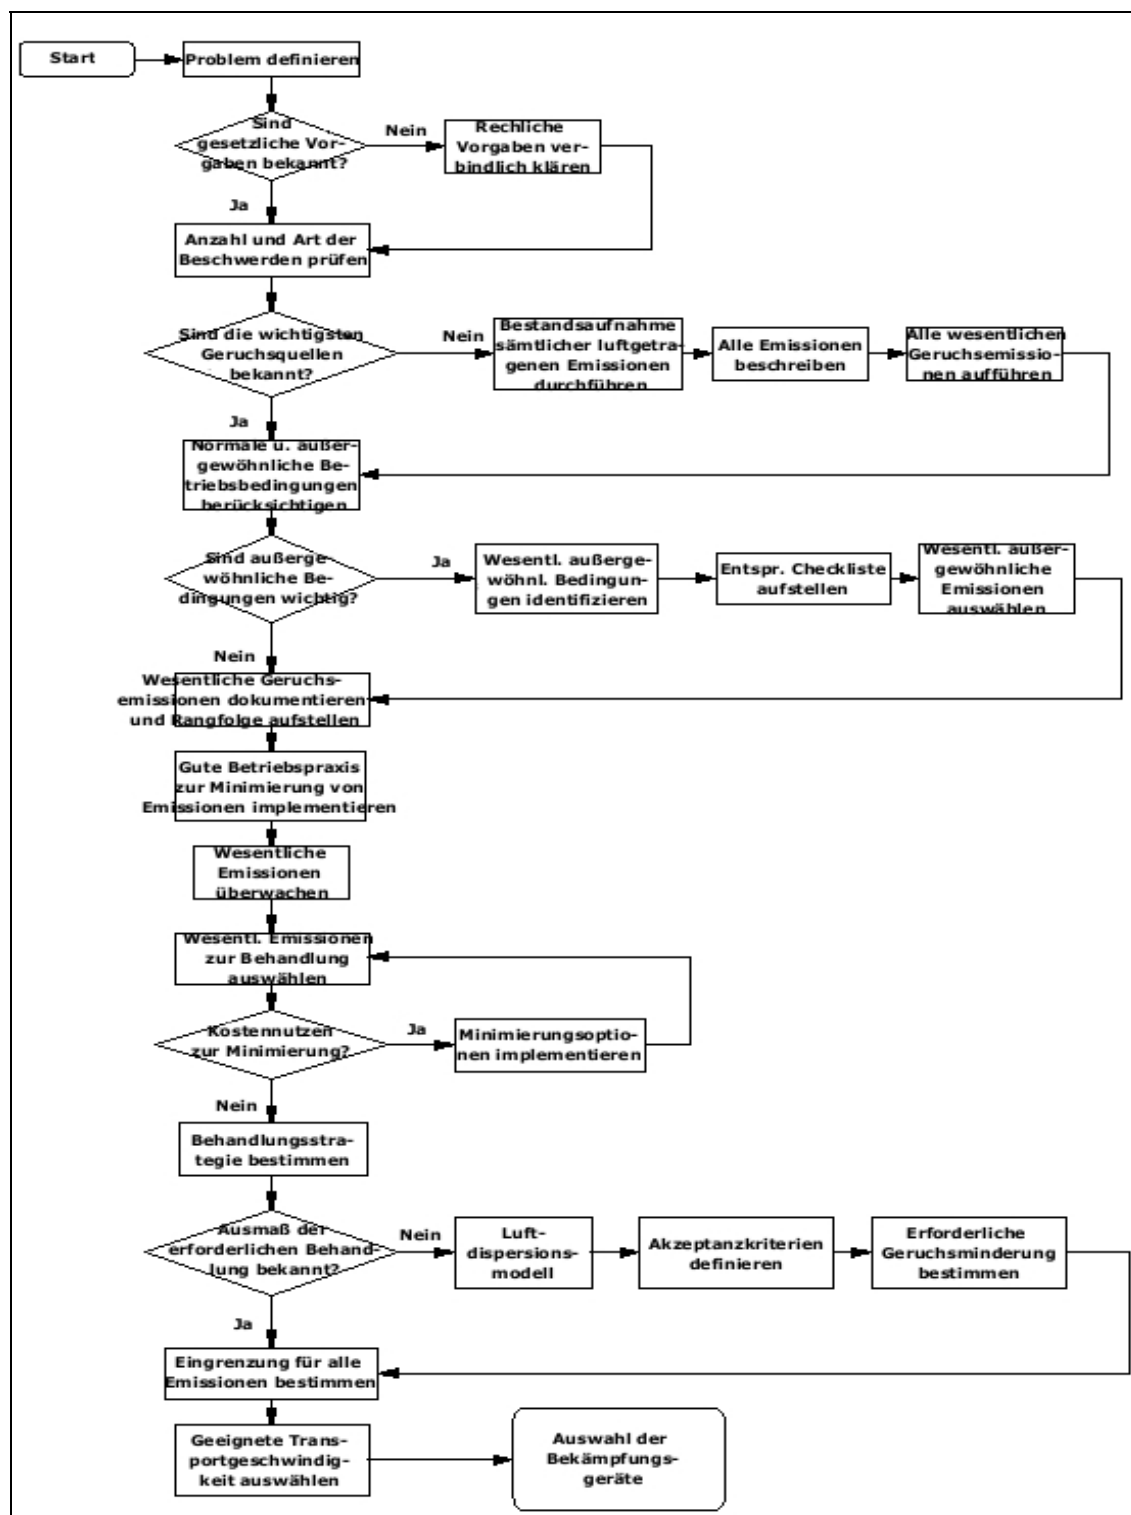 Start
Problem definieren
Sind
gesetzliche Vor-
gaben bekannt?
Nein
Rechliche
Vorgaben ver-
bindlich klären
Ja
Anzahl und Art der
Beschwerden prüfen
Sind die wichtigsten
Geruchsquellen
bekannt?
Nein
Bestandsaufnahme
sämtlicher luftgetra-
genen Emissionen
durchführen
Alle Emissionen
beschreiben
Alle wesentlichen
Geruchsemissio-
nen aufführen
Ja
Normale u. außer-
gewöhnliche Be-
triebsbedingungen
berücksichtigen
Sind außerge-
wöhnliche Be-
dingungen wichtig?
Ja
Wesentl. außerge-
wöhnl. Bedingun-
gen identifizieren
Entspr. Checkliste
aufstellen
Wesentl. außer-
gewöhnliche
Emissionen
auswählen
Nein
Wesentliche Geruchs-
emissionen dokumentieren
und Rangfolge aufstellen
Gute Betriebspraxis
zur Minimierung von
Emissionen implementieren
Wesentliche
Emissionen
überwachen
Wesentl. Emissionen
zur Behandlung
auswählen
Kostennutzen
zur Minimierung?
Ja
Minimierungsoptio-
nen implementieren
Nein
Behandlungsstra-
tegie bestimmen
Ausmaß der
erforderlichen Behand-
lung bekannt?
Nein
Luft-
dispersions-
modell
Akzeptanzkriterien
definieren
Erforderliche
Geruchsminderung
bestimmen
Ja
Eingrenzung für alle
Emissionen bestimmen
Geeignete Trans-
portgeschwindig-
keit auswählen
Auswahl der
Bekämpfungs-
geräte